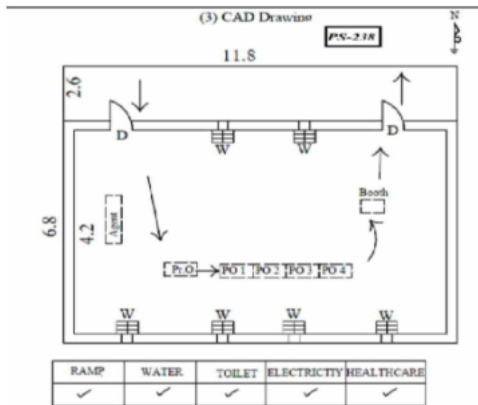 (3) CAD Drawing
N
PS-238
11.8
2.6
D
W
W
D
Booth
6.8
4.2
Agent
Pr.O
PO 1
PO 2
PO 3
PO 4
W
W
W
W
RAMP WATER TOILET ELECTRICTIY HEALTHCARE
✓ ✓ ✓ ✓ ✓